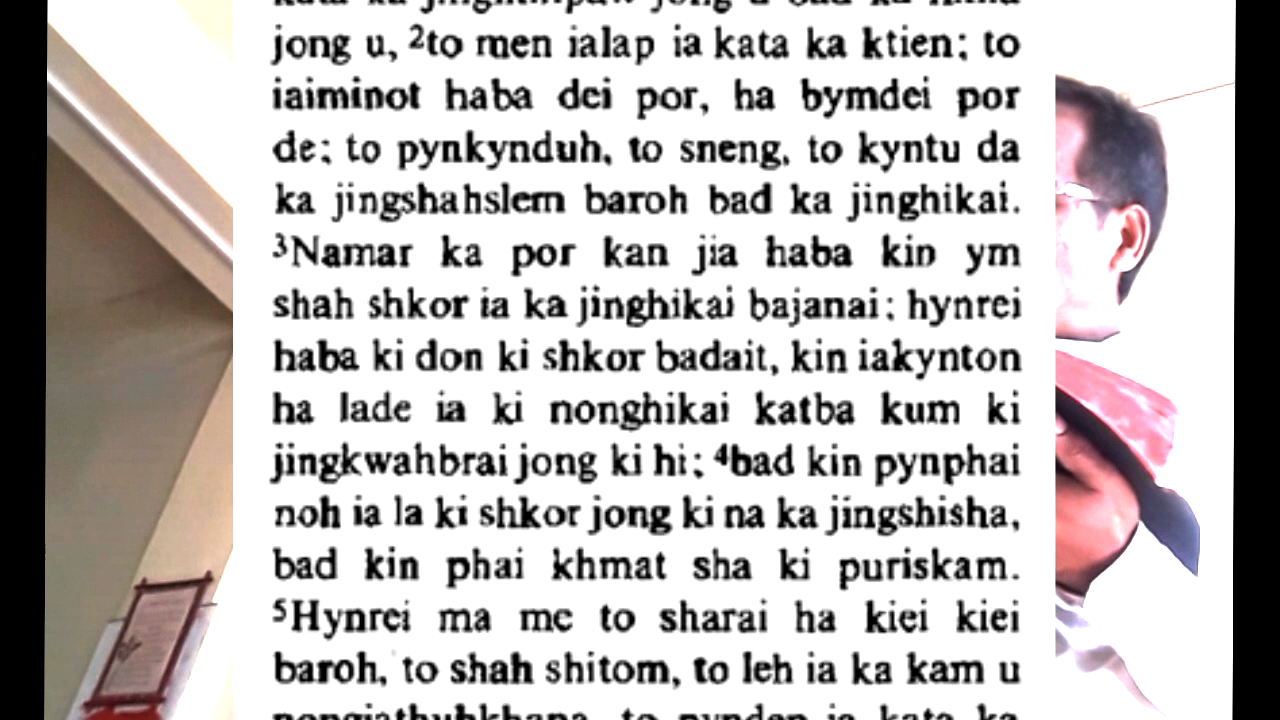 jong u, ²to men ialap ia kata ka ktien; to
iaiminot haba dei por, ha bymdei por
de; to pynkynduh, to sneng, to kyntu da
ka jingshahslem baroh bad ka jinghikai.
³Namar ka por kan jia haba kin ym
shah shkor ia ka jinghikai bajanai; hynrei
haba ki don ki shkor badait, kin iakynton
ha lade ia ki nonghikai katba kum ki
jingkwahbrai jong ki hi; ⁴bad kin pynphai
noh ia la ki shkor jong ki na ka jingshisha,
bad kin phai khmat sha ki puriskam.
⁵Hynrei ma me to sharai ha kiei kiei
baroh, to shah shitom, to leh ia ka kam u